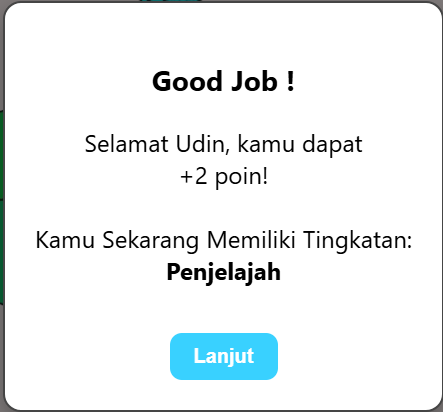 Good Job !
Selamat Udin, kamu dapat
+2 poin!
Kamu Sekarang Memiliki Tingkatan:
Penjelajah
Lanjut